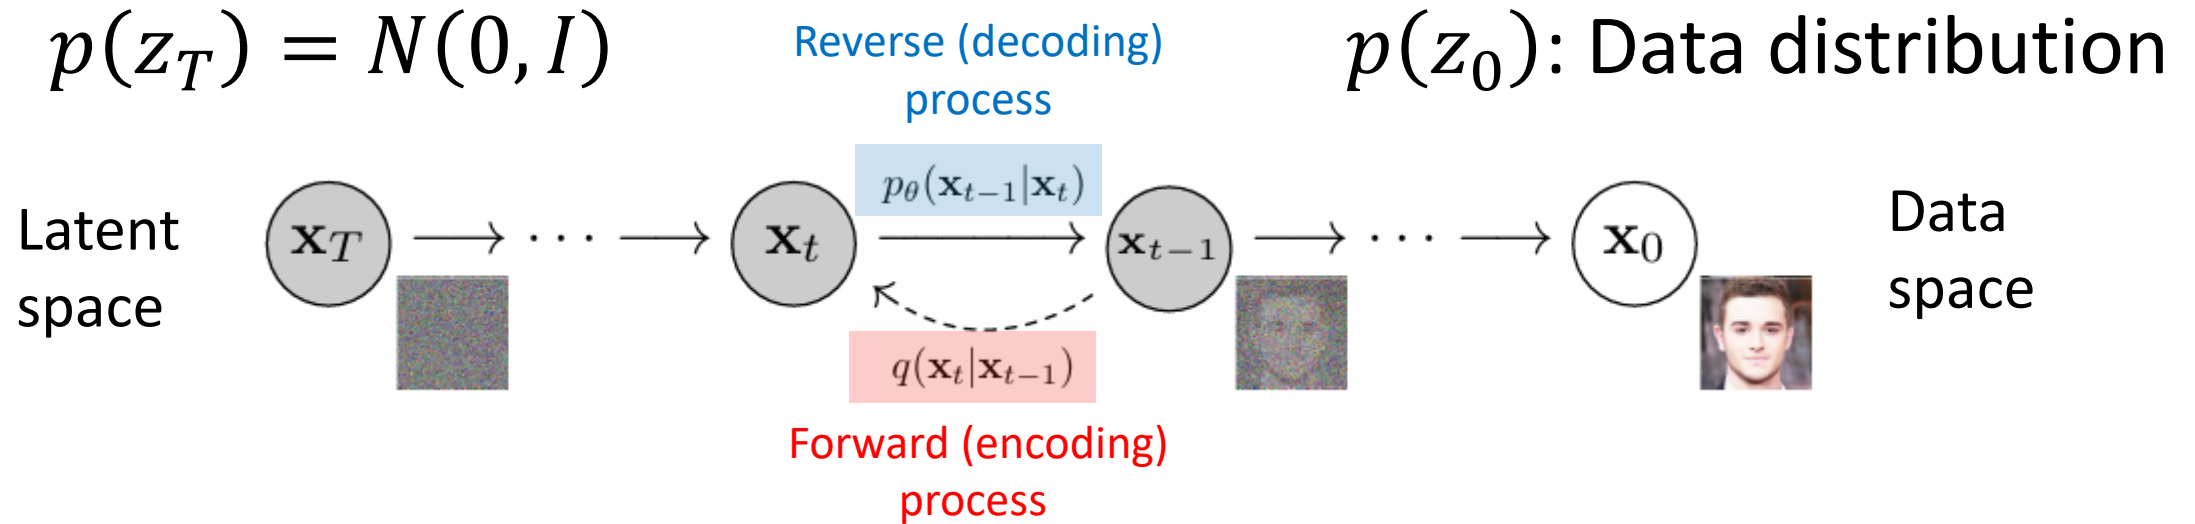 p(z_T) = N(0, I)
Reverse (decoding)
process
p(z_0): Data distribution
Latent
space
x_T → ··· → x_t → x_{t−1} → ··· → x_0
p_θ(x_{t−1}|x_t)
q(x_t|x_{t−1})
Data
space
Forward (encoding)
process